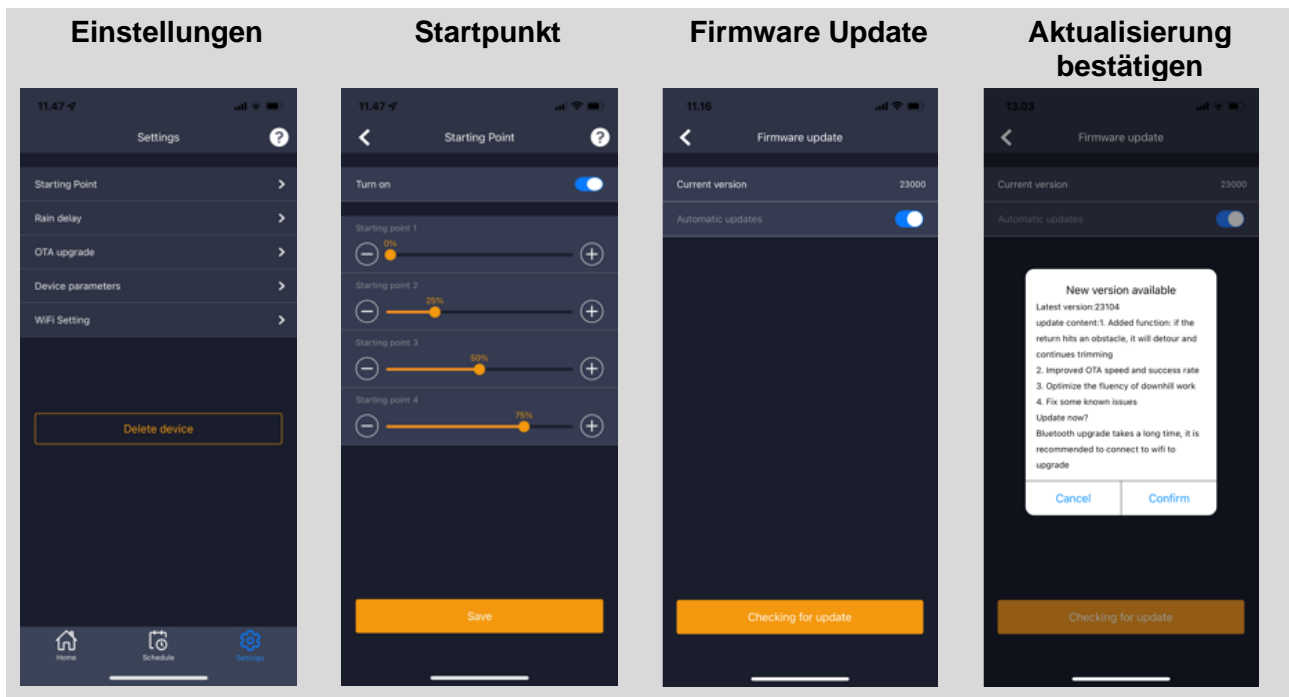 Einstellungen
Startpunkt
Firmware Update
Aktualisierung
bestätigen
11.47
Settings
?
Starting Point
Rain delay
OTA upgrade
Device parameters
WiFi Setting
Delete device
Home
Schedule
Settings
11.47
Starting Point
?
Turn on
Starting point 1
0%
Starting point 2
25%
Starting point 3
50%
Starting point 4
75%
Save
11.16
Firmware update
Current version 23000
Automatic updates
Checking for update
13.03
Firmware update
Current version 23000
Automatic updates
New version available
Latest version:23104
update content:1. Added function: if the
return hits an obstacle, it will detour and
continues trimming
2. Improved OTA speed and success rate
3. Optimize the fluency of downhill work
4. Fix some known issues
Update now?
Bluetooth upgrade takes a long time, it is
recommended to connect to wifi to
upgrade
Cancel Confirm
Checking for update